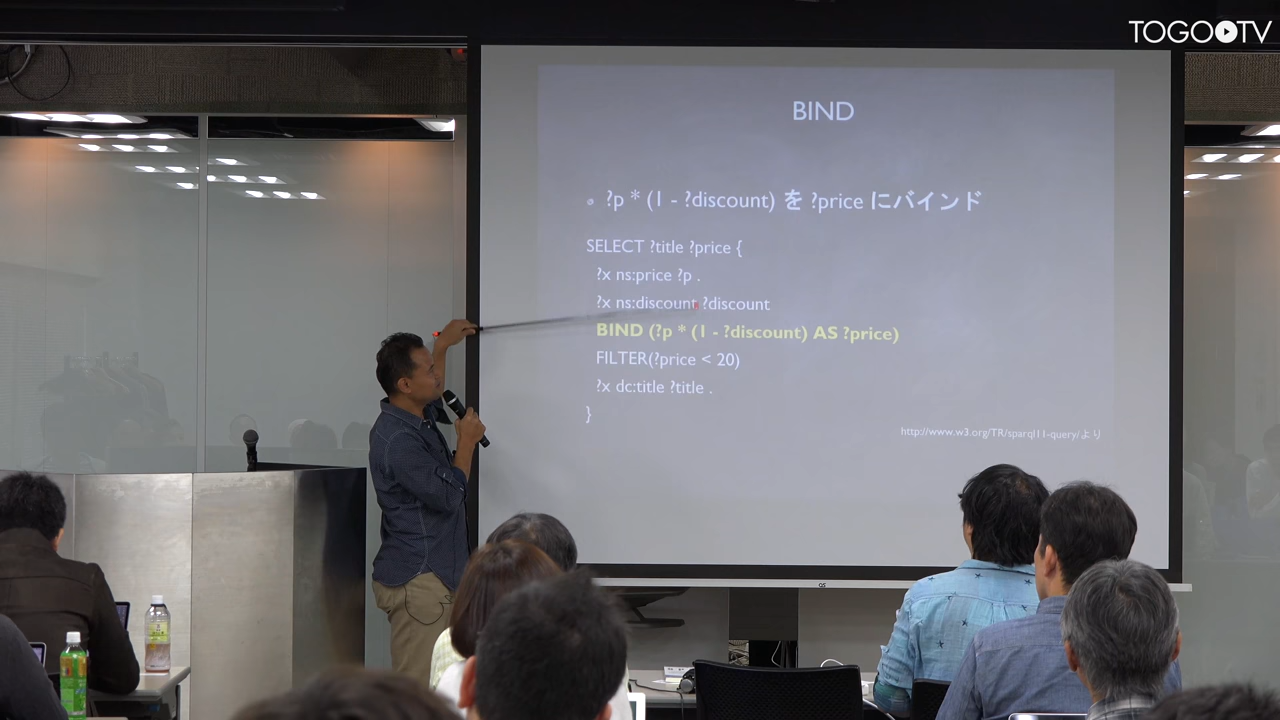 TOGO TV
BIND
?p * (1 - ?discount) を ?price にバインド
SELECT ?title ?price {
?x ns:price ?p .
?x ns:discount ?discount
BIND (?p * (1 - ?discount) AS ?price)
FILTER(?price < 20)
?x dc:title ?title .
}
http://www.w3.org/TR/sparql11-query/より